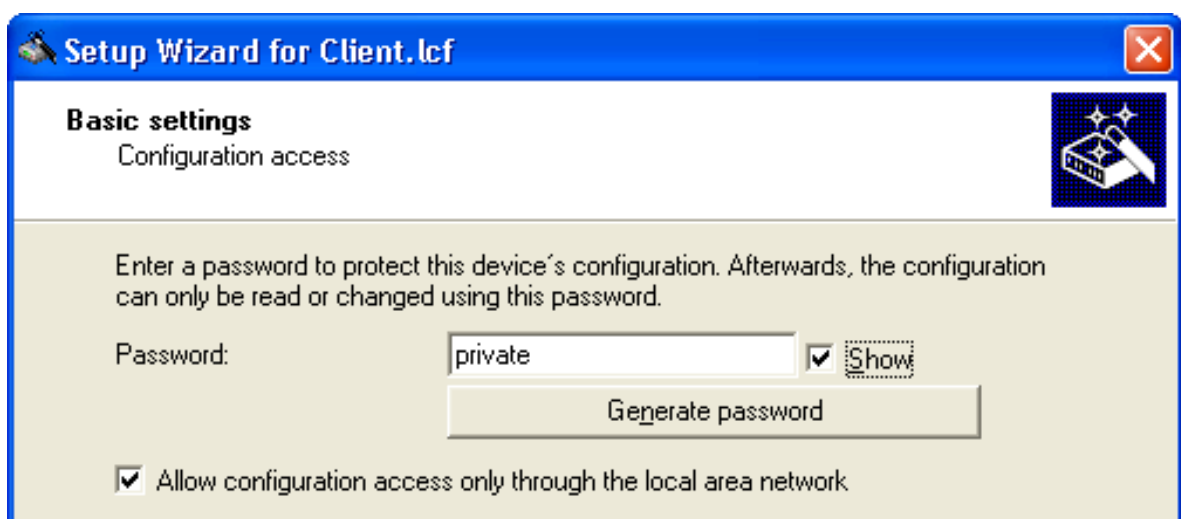 Setup Wizard for Client.lcf
Basic settings
Configuration access
Enter a password to protect this device´s configuration. Afterwards, the configuration
can only be read or changed using this password.
Password:
private
Show
Generate password
Allow configuration access only through the local area network